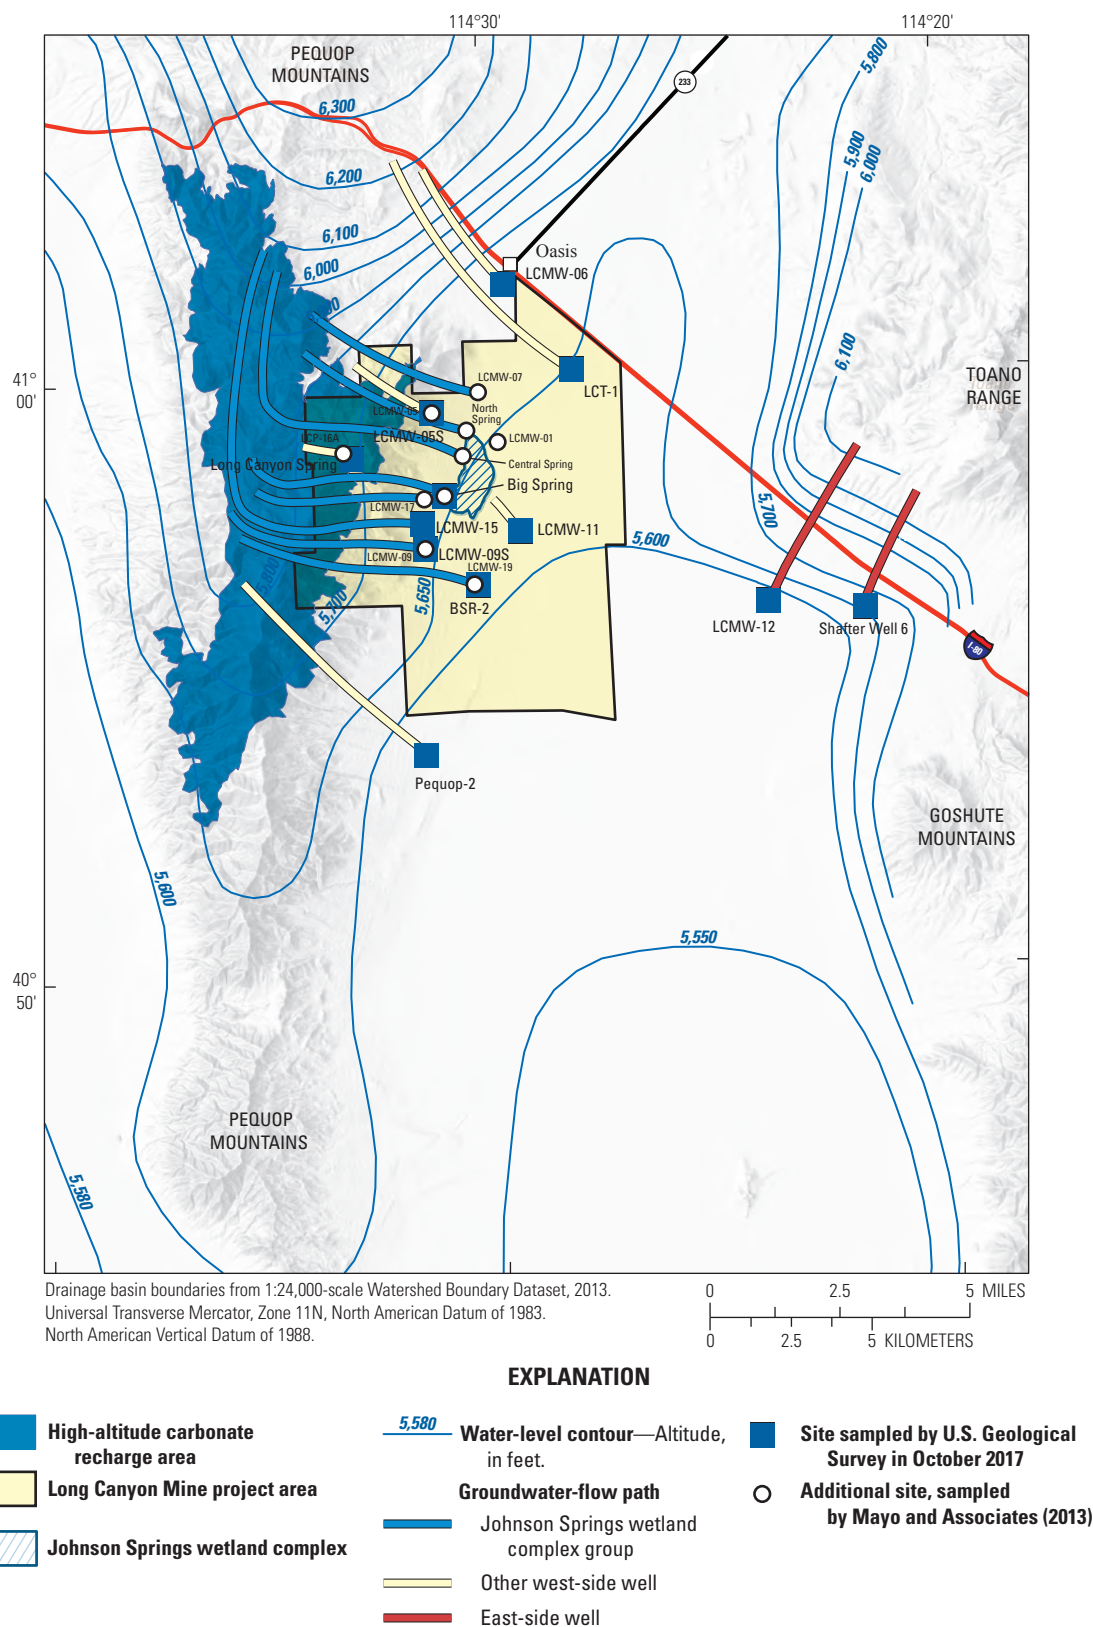 114°30'
114°20'
PEQUOP
MOUNTAINS
5,800
233
6,300
5,900
6,000
6,200
6,100
Oasis
6,000
LCMW-06
6,100
TOANO
RANGE
41°
00'
LCMW-07
LCT-1
LCMW-05
North
Spring
LCMW-05S
LCMW-01
LCP-16A
Long Canyon Spring
Central Spring
Big Spring
LCMW-17
5,700
LCMW-15
LCMW-11
5,600
LCMW-09
LCMW-09S
LCMW-19
5,800
5,700
5,650
BSR-2
LCMW-12
Shafter Well 6
I-80
Pequop-2
GOSHUTE
MOUNTAINS
5,600
5,550
40°
50'
PEQUOP
MOUNTAINS
5,580
Drainage basin boundaries from 1:24,000-scale Watershed Boundary Dataset, 2013.
Universal Transverse Mercator, Zone 11N, North American Datum of 1983.
North American Vertical Datum of 1988.
0 2.5 5 MILES
0 2.5 5 KILOMETERS
EXPLANATION
High-altitude carbonate
recharge area
Long Canyon Mine project area
Johnson Springs wetland complex
5,580
Water-level contour—Altitude,
in feet.
Groundwater-flow path
Johnson Springs wetland
complex group
Other west-side well
East-side well
Site sampled by U.S. Geological
Survey in October 2017
Additional site, sampled
by Mayo and Associates (2013)